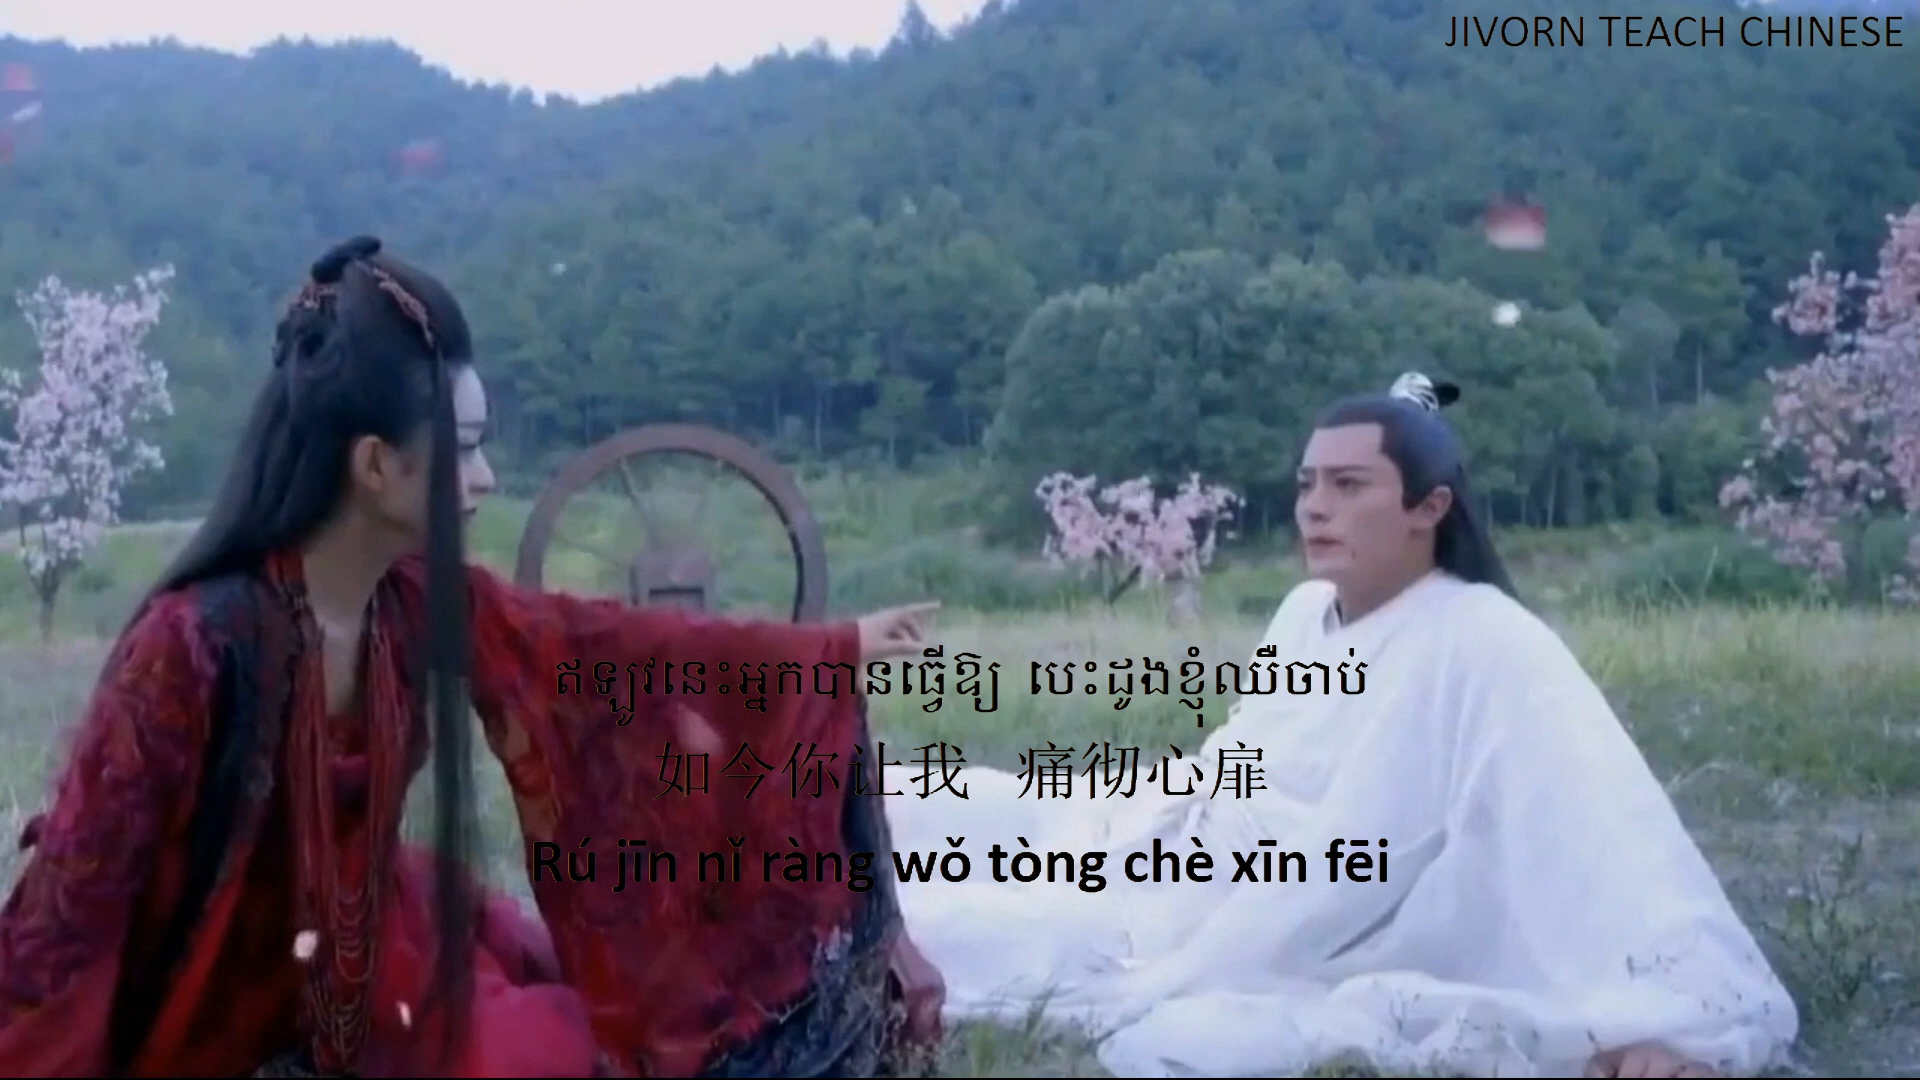 JIVORN TEACH CHINESE
ឥឡូវនេះអ្នកបានធ្វើឱ្យ បេះដូងខ្ញុំឈឺចាប់
如今你让我 痛彻心扉
Rú jīn nǐ ràng wǒ tòng chè xīn fēi